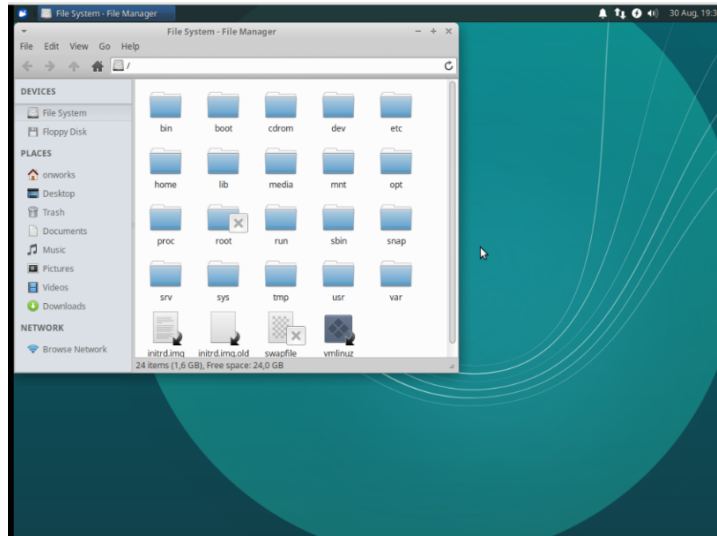 File System - File Manager
30 Aug, 19:3
File System - File Manager
File Edit View Go Help
/
DEVICES
File System
Floppy Disk
PLACES
onworks
Desktop
Trash
Documents
Music
Pictures
Videos
Downloads
NETWORK
Browse Network
bin boot cdrom dev etc
home lib media mnt opt
proc root run sbin snap
srv sys tmp usr var
initrd.img initrd.img.old swapfile vmlinuz
24 items (1,6 GB), Free space: 24,0 GB